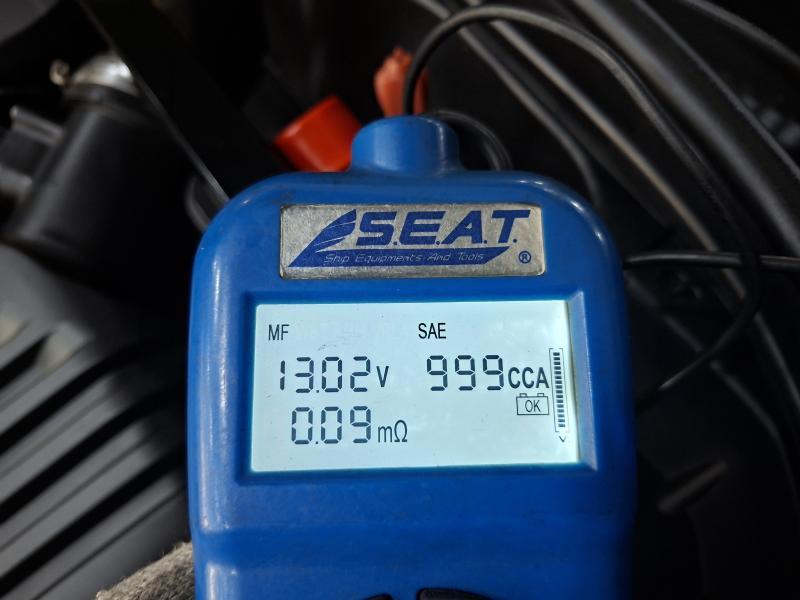 S.E.A.T.
Ship Equipments And Tools ®
MF SAE
13.02V 999CCA
OK
0.09mΩ